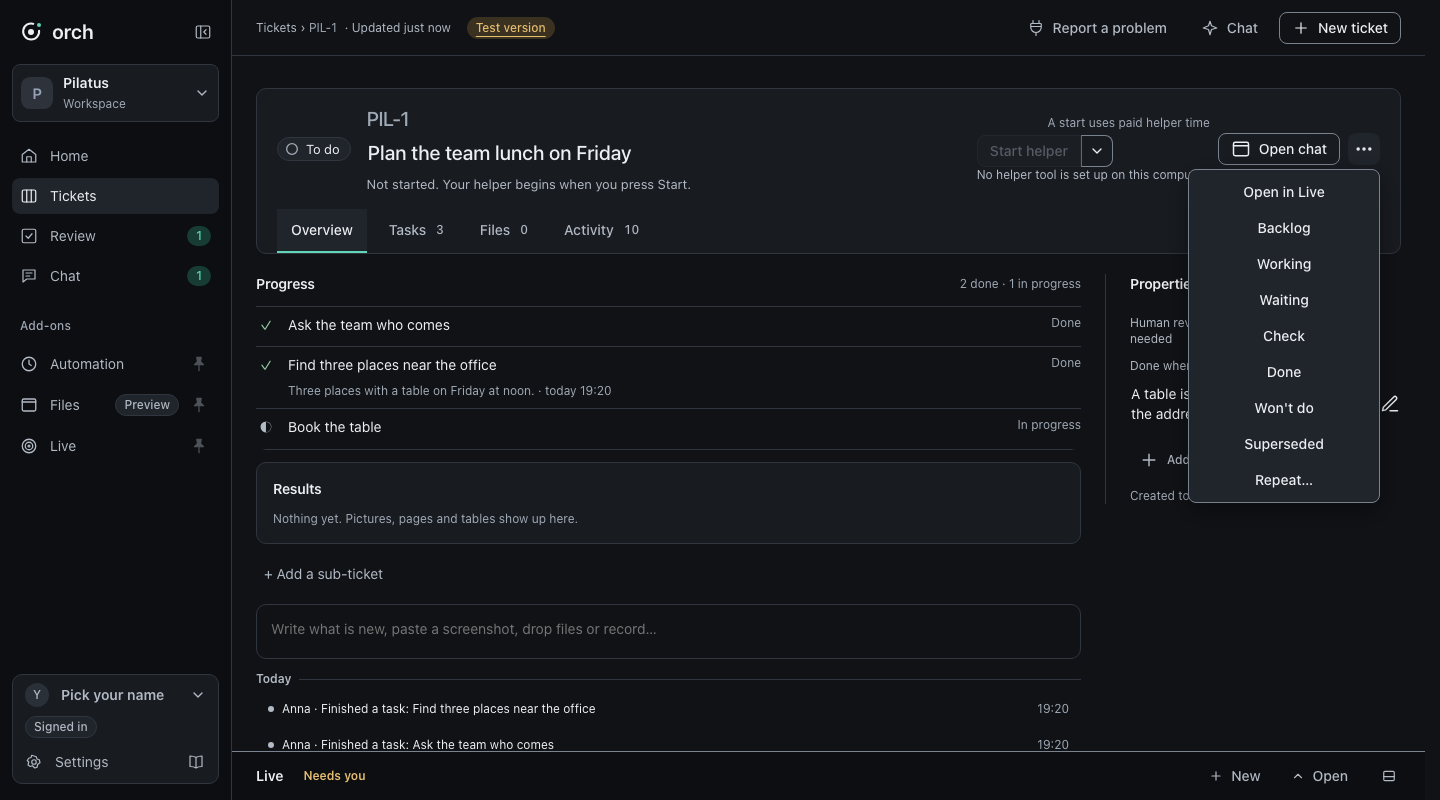 orch
Tickets › PIL-1 · Updated just now
Test version
Report a problem
Chat
New ticket
P
Pilatus
Workspace
Home
Tickets
Review 1
Chat 1
Add-ons
Automation
Files Preview
Live
Y Pick your name
Signed in
Settings
To do
PIL-1
Plan the team lunch on Friday
Not started. Your helper begins when you press Start.
A start uses paid helper time
Start helper
Open chat
No helper tool is set up on this
Overview
Tasks 3
Files 0
Activity 10
Open in Live
Backlog
Working
Waiting
Check
Done
Won't do
Superseded
Repeat...
Progress
2 done · 1 in progress
Ask the team who comes
Done
Find three places near the office
Done
Three places with a table on Friday at noon. · today 19:20
Book the table
In progress
Results
Nothing yet. Pictures, pages and tables show up here.
+ Add a sub-ticket
Write what is new, paste a screenshot, drop files or record...
Today
Anna · Finished a task: Find three places near the office
19:20
Anna · Finished a task: Ask the team who comes
19:20
Human
needed
Done
A table is
the
Add
Created
Live
Needs you
New
Open